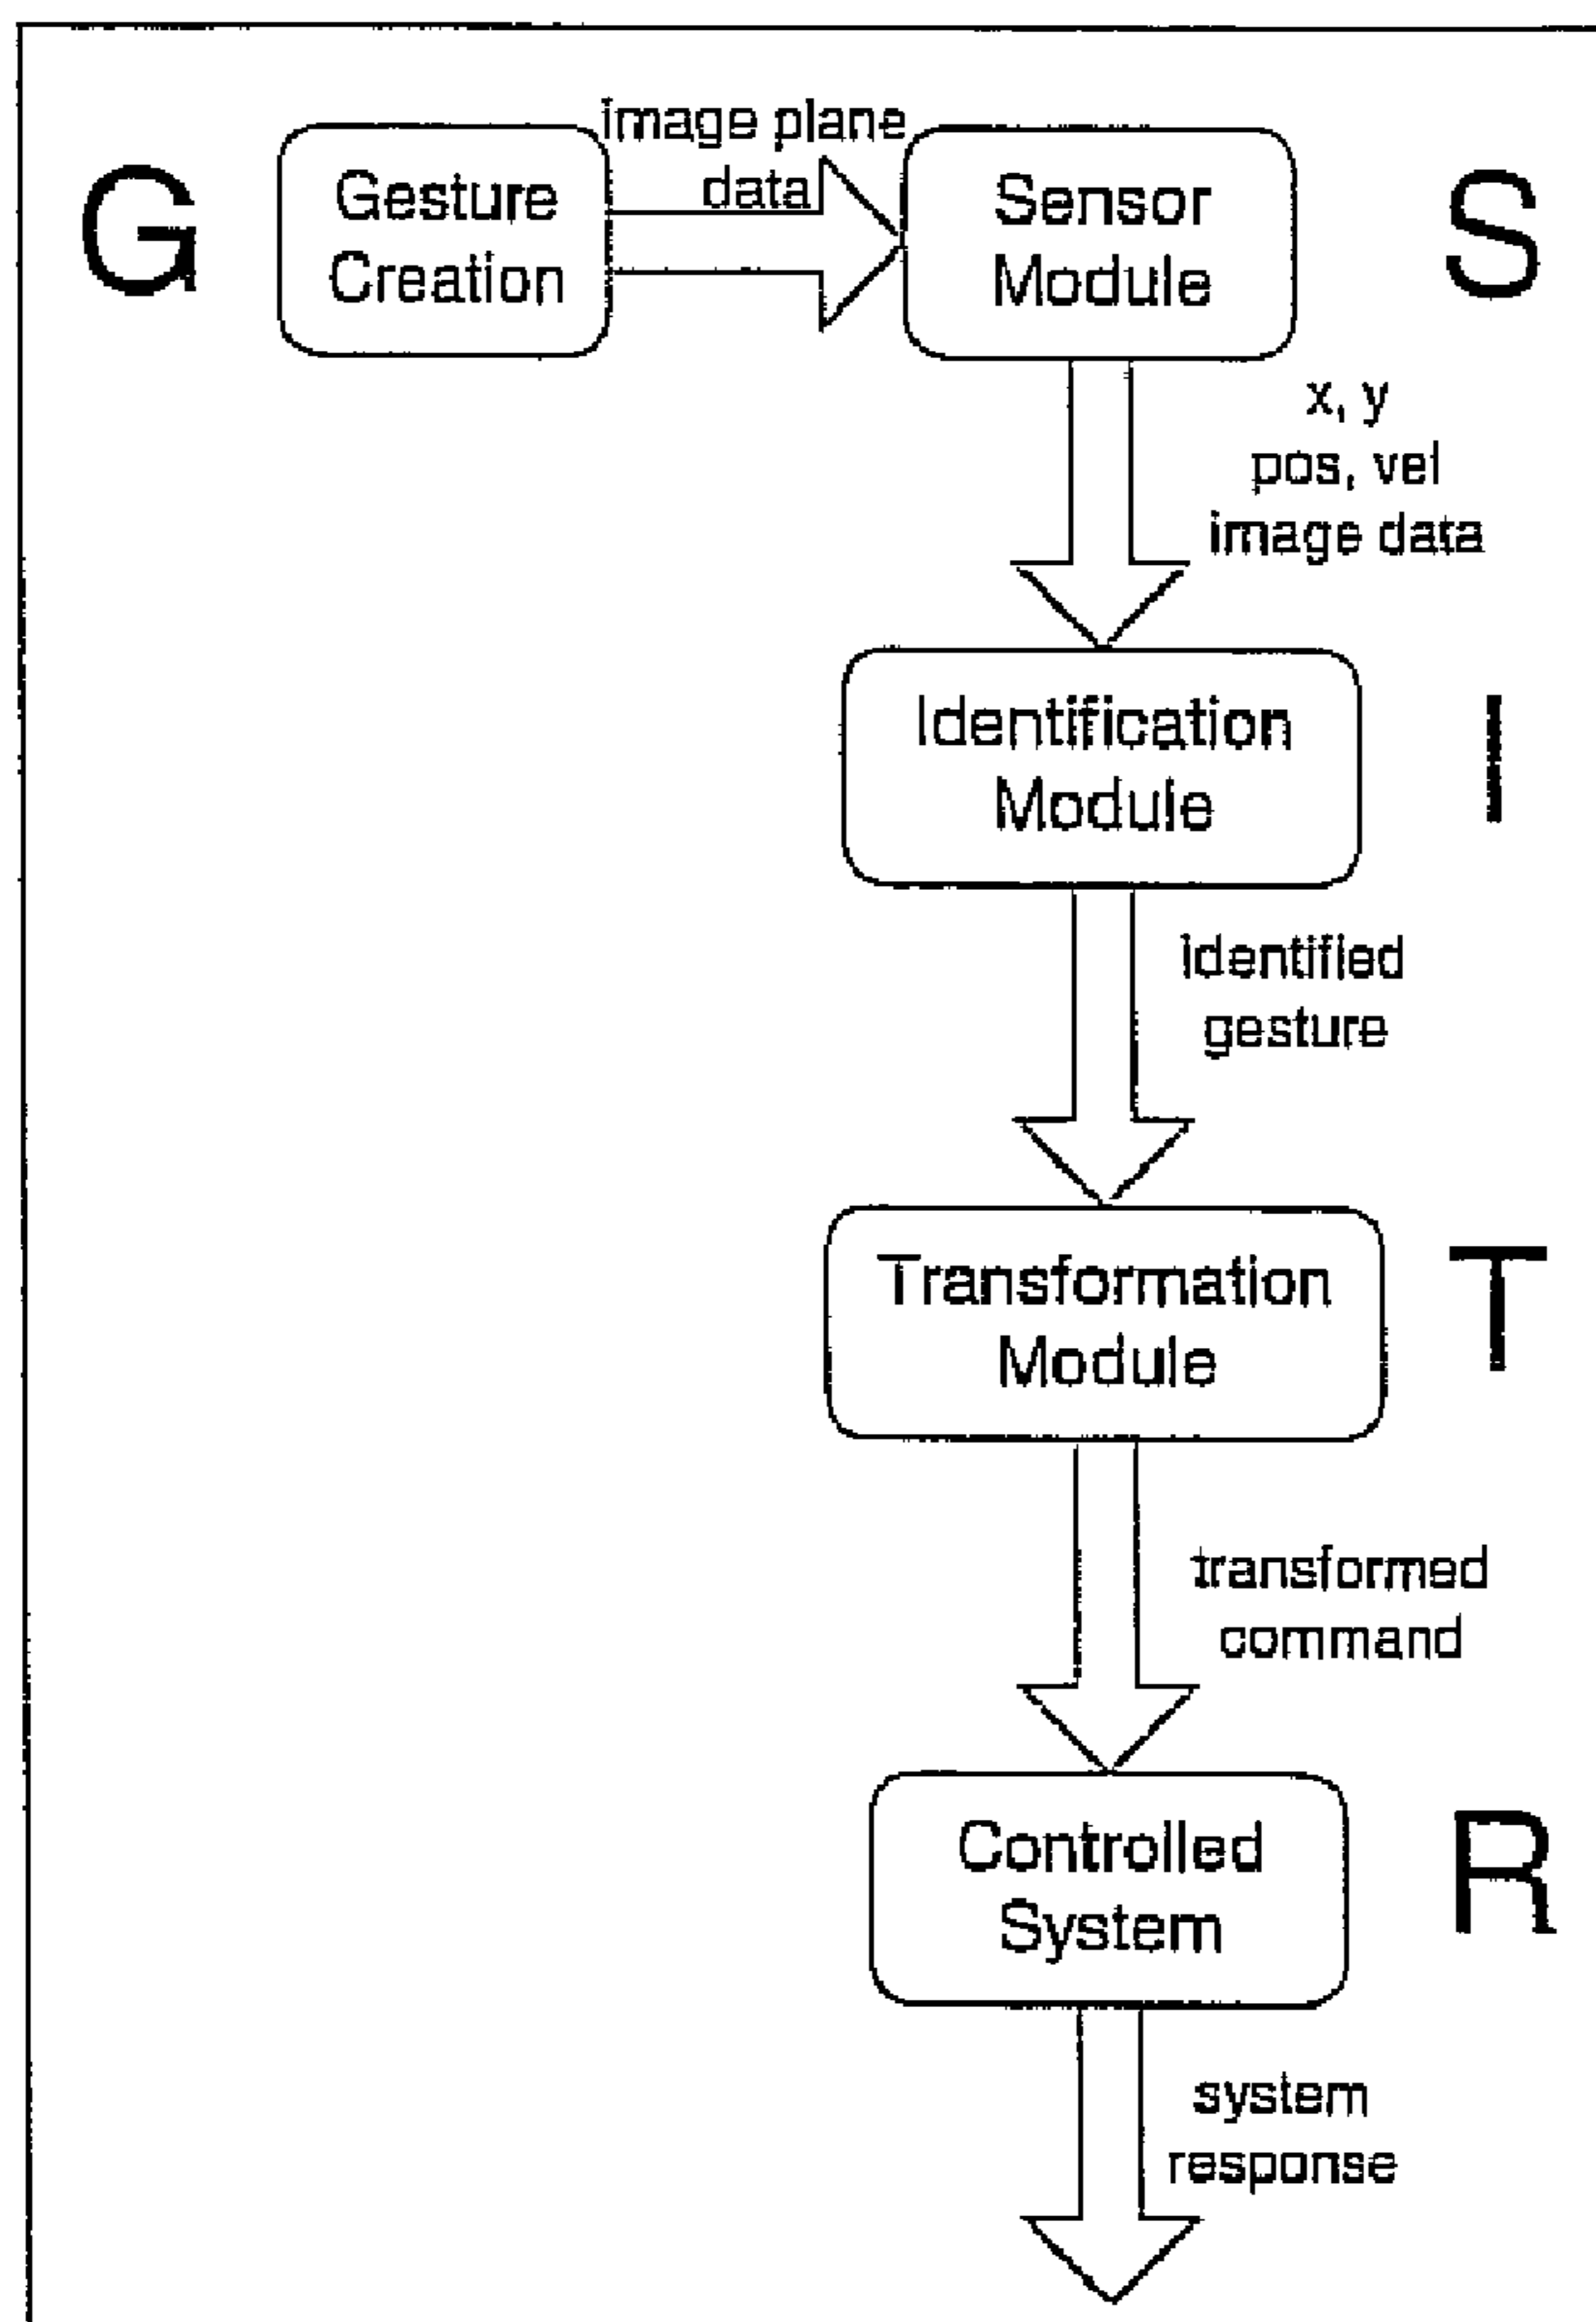 G
Gesture
Creation
image plane
data
Sensor
Module
S
x, y
pos, vel
image data
Identification
Module
I
identified
gesture
Transformation
Module
T
transformed
command
Controlled
System
R
system
response